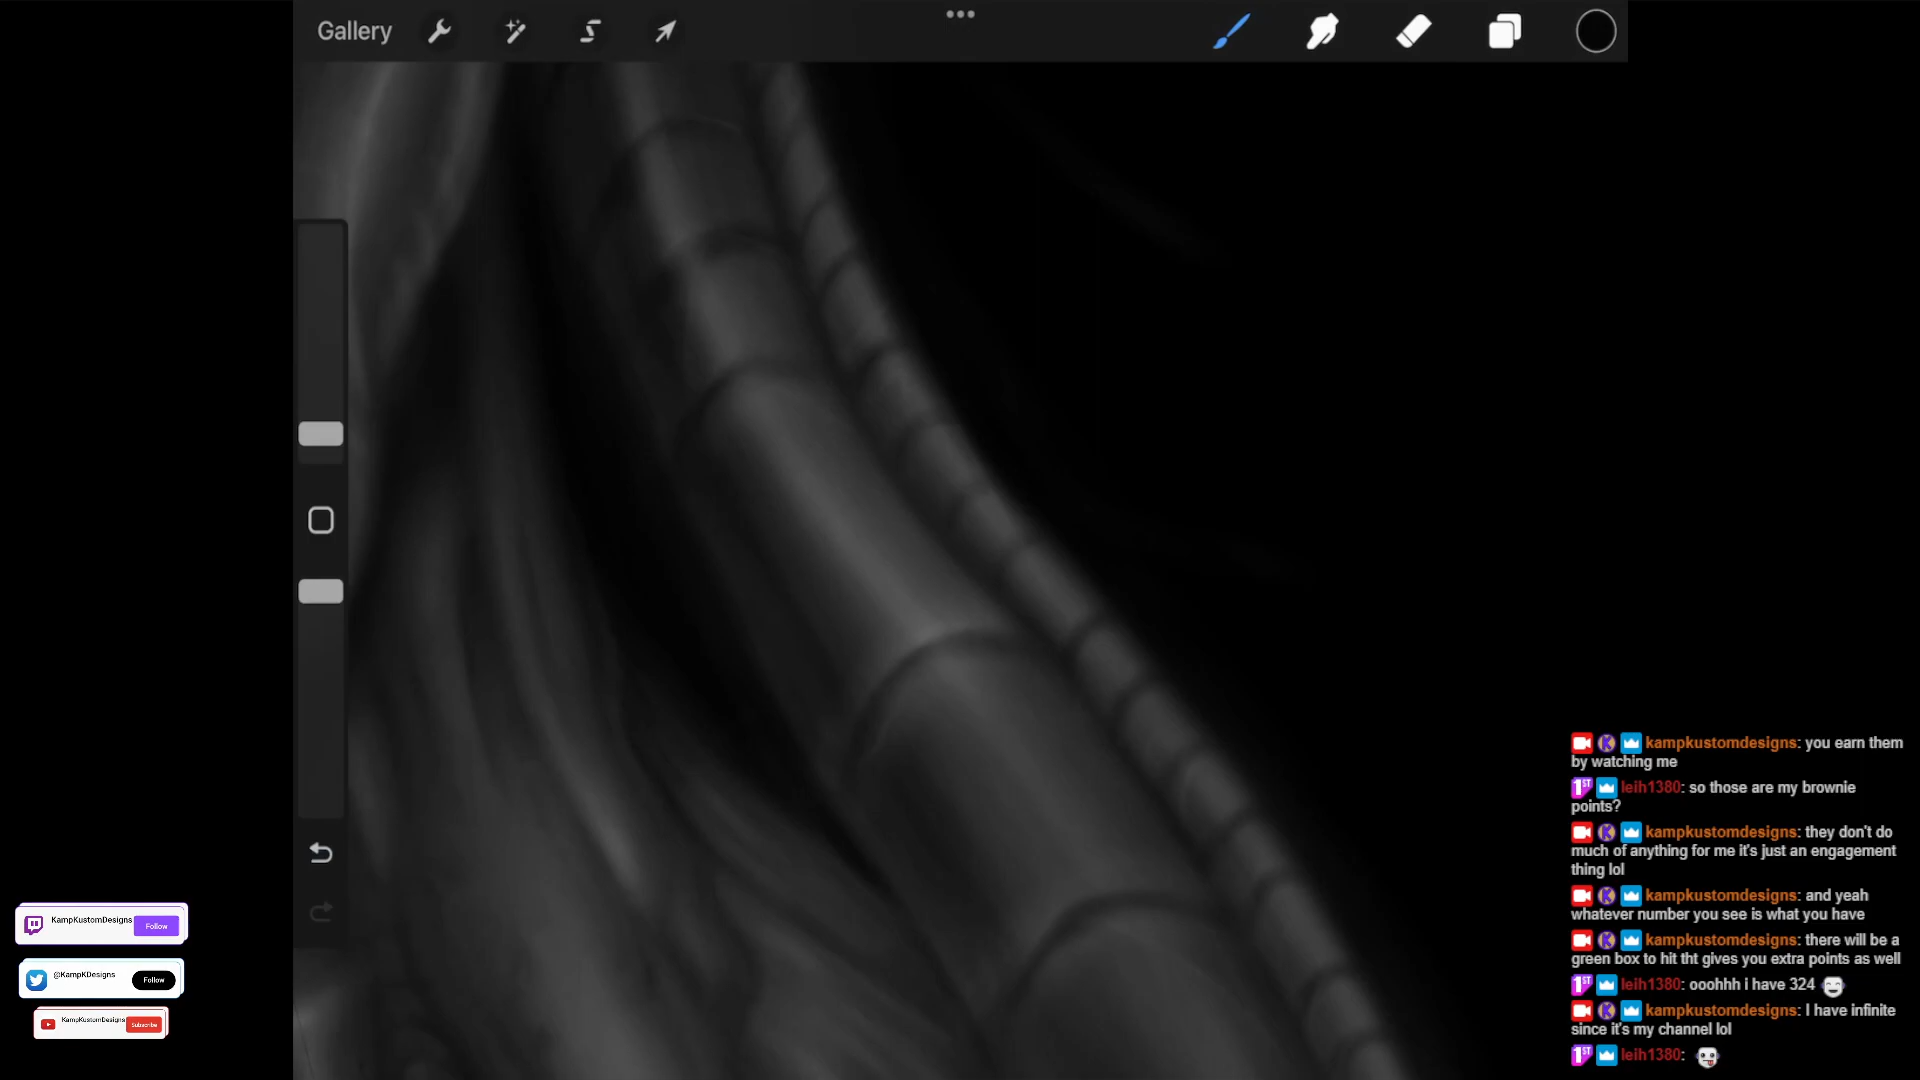 Gallery
kampkustomdesigns: you earn them
by watching me
leih1380: so those are my brownie
points?
kampkustomdesigns: they don't do
much of anything for me it's just an engagement
thing lol
kampkustomdesigns: and yeah
whatever number you see is what you have
kampkustomdesigns: there will be a
green box to hit tht gives you extra points as well
leih1380: ooohhh i have 324
kampkustomdesigns: I have infinite
since it's my channel lol
leih1380:
KampKustomDesigns
Follow
@KampKDesigns
Follow
KampKustomDesigns
Subscribe